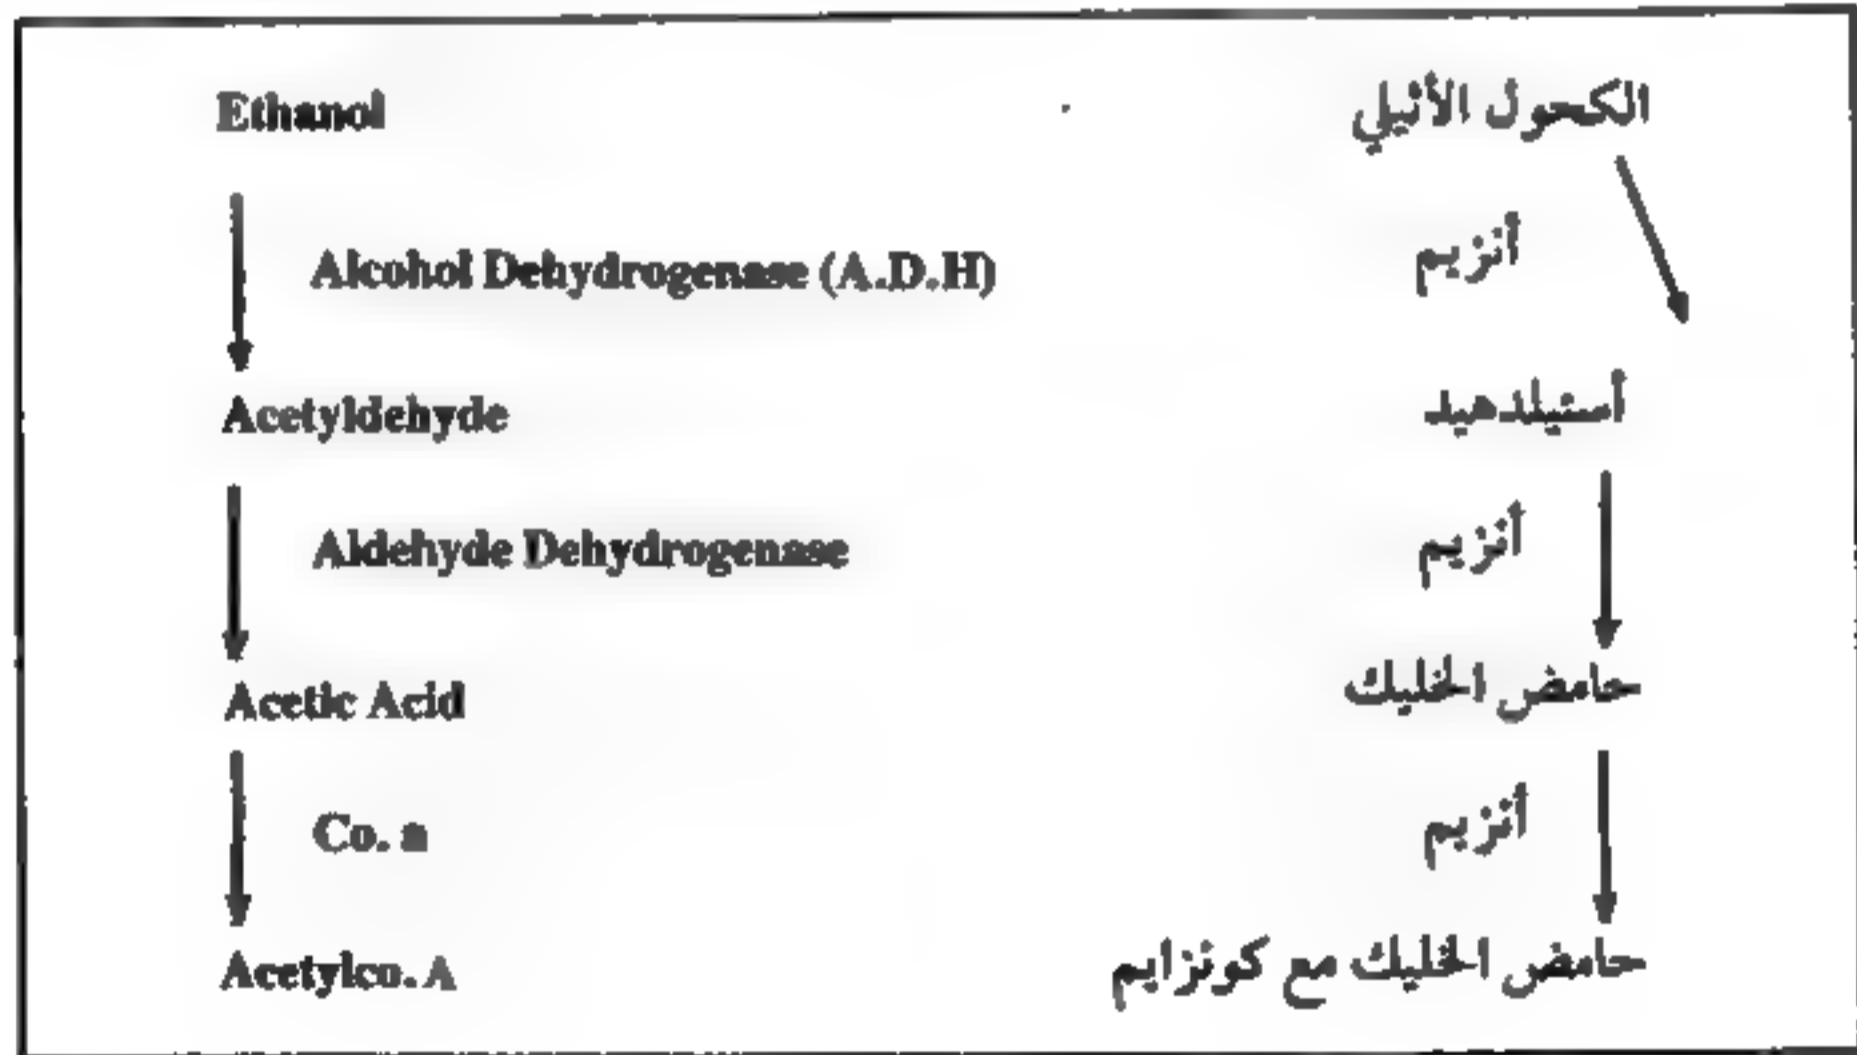 Ethanol الكحول الأثيلي
Alcohol Dehydrogenase (A.D.H) أنزيم
Acetyldehyde أستيلدهيد
Aldehyde Dehydrogenase أنزيم
Acetic Acid حامض الخليك
Co. a أنزيم
Acetylco. A حامض الخليك مع كونزايم